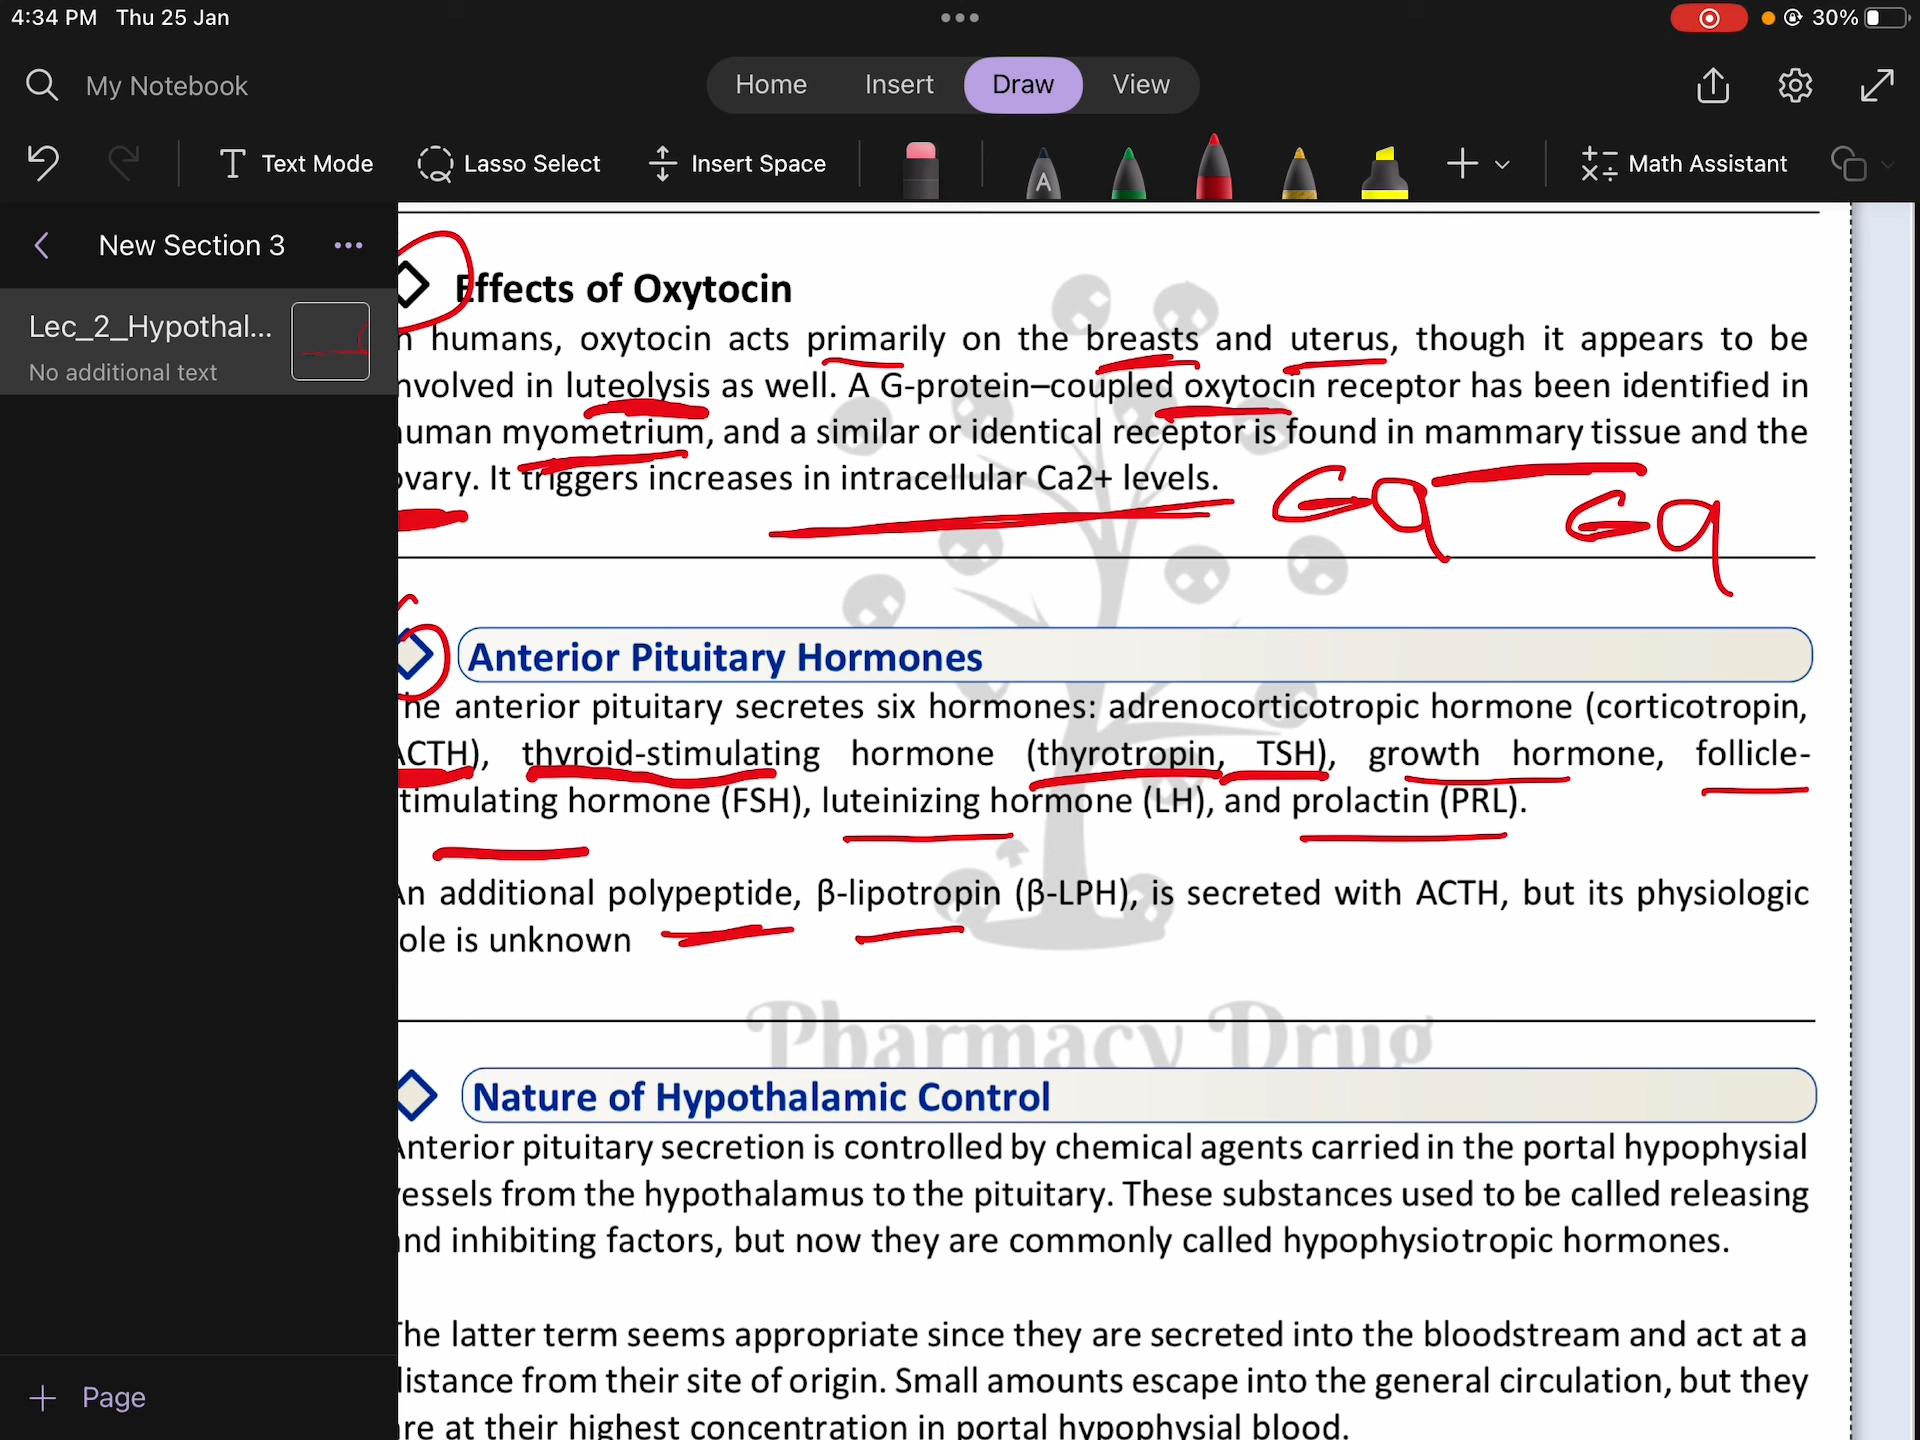 4:34 PM Thu 25 Jan
30%
My Notebook
Home Insert Draw View
Text Mode Lasso Select Insert Space A Math Assistant
New Section 3
Lec_2_Hypothal...
No additional text
Effects of Oxytocin
humans, oxytocin acts primarily on the breasts and uterus, though it appears to be
nvolved in luteolysis as well. A G-protein–coupled oxytocin receptor has been identified in
uman myometrium, and a similar or identical receptor is found in mammary tissue and the
ovary. It triggers increases in intracellular Ca2+ levels.
Gq Gq
Anterior Pituitary Hormones
he anterior pituitary secretes six hormones: adrenocorticotropic hormone (corticotropin,
ACTH), thyroid-stimulating hormone (thyrotropin, TSH), growth hormone, follicle-
timulating hormone (FSH), luteinizing hormone (LH), and prolactin (PRL).
An additional polypeptide, β-lipotropin (β-LPH), is secreted with ACTH, but its physiologic
ole is unknown
Pharmacy Drug
Nature of Hypothalamic Control
Anterior pituitary secretion is controlled by chemical agents carried in the portal hypophysial
vessels from the hypothalamus to the pituitary. These substances used to be called releasing
and inhibiting factors, but now they are commonly called hypophysiotropic hormones.
The latter term seems appropriate since they are secreted into the bloodstream and act at a
distance from their site of origin. Small amounts escape into the general circulation, but they
are at their highest concentration in portal hypophysial blood.
Page